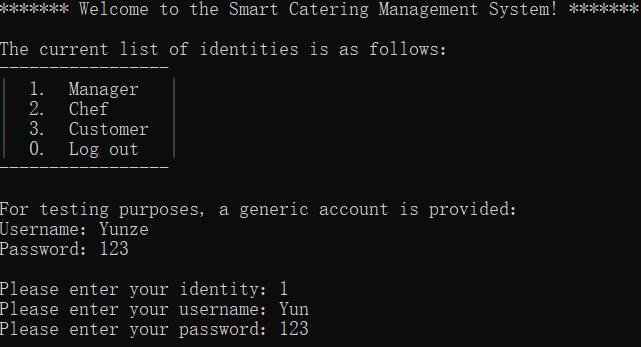 ******* Welcome to the Smart Catering Management System! *******
The current list of identities is as follows:
-----------------
| 1. Manager |
| 2. Chef |
| 3. Customer |
| 0. Log out |
-----------------
For testing purposes, a generic account is provided:
Username: Yunze
Password: 123
Please enter your identity: 1
Please enter your username: Yun
Please enter your password: 123